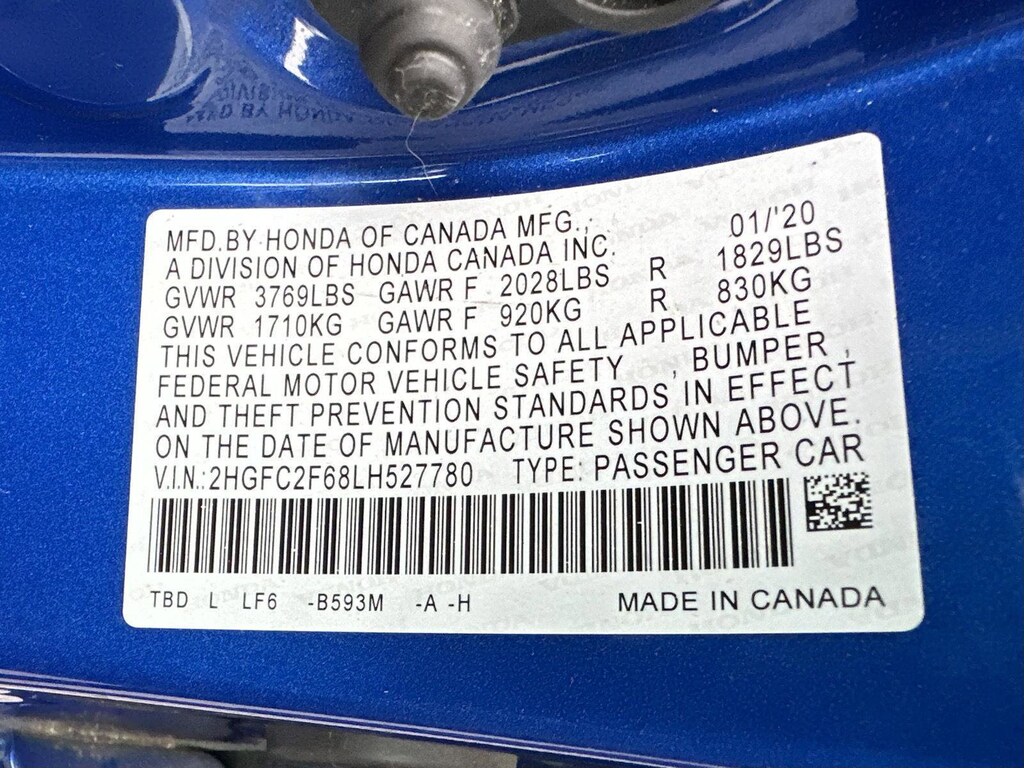 MFD.BY HONDA OF CANADA MFG., 01/'20
A DIVISION OF HONDA CANADA INC.
GVWR 3769LBS GAWR F 2028LBS R 1829LBS
GVWR 1710KG GAWR F 920KG R 830KG
THIS VEHICLE CONFORMS TO ALL APPLICABLE
FEDERAL MOTOR VEHICLE SAFETY , BUMPER ,
AND THEFT PREVENTION STANDARDS IN EFFECT
ON THE DATE OF MANUFACTURE SHOWN ABOVE.
V.I.N.:2HGFC2F68LH527780 TYPE: PASSENGER CAR
TBD L LF6 -B593M -A -H MADE IN CANADA